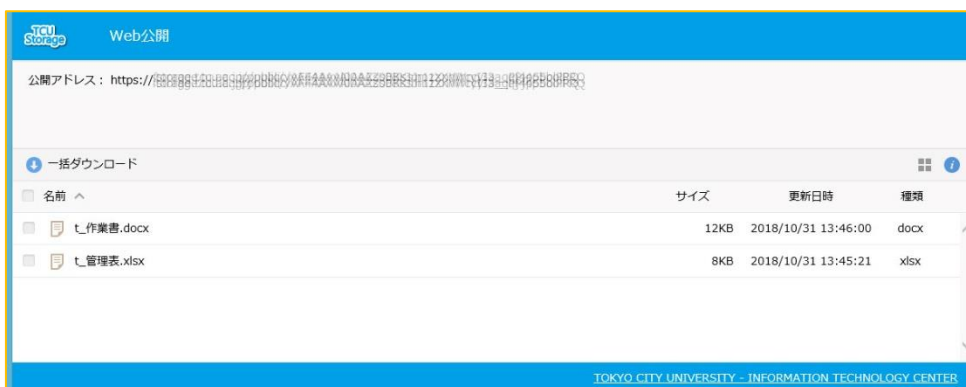 TCU
Storage
Web公開
公開アドレス： https://
一括ダウンロード
名前 サイズ 更新日時 種類
t_作業書.docx 12KB 2018/10/31 13:46:00 docx
t_管理表.xlsx 8KB 2018/10/31 13:45:21 xlsx
TOKYO CITY UNIVERSITY - INFORMATION TECHNOLOGY CENTER